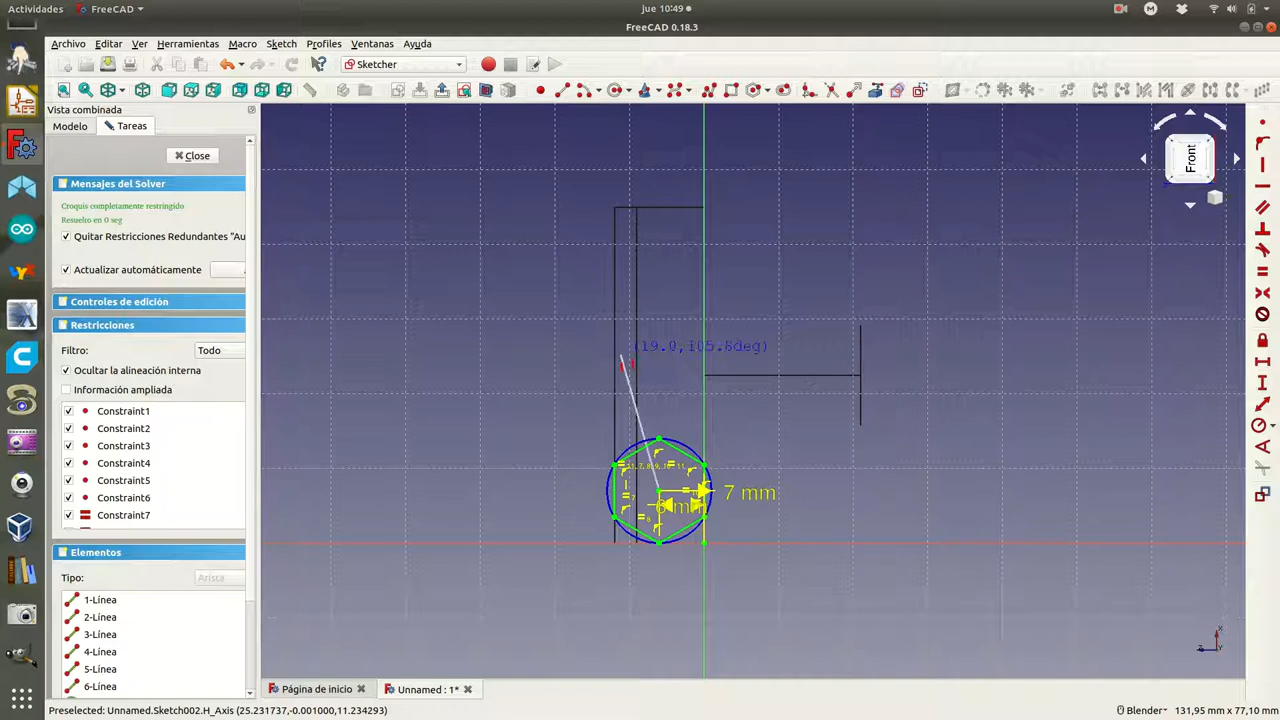 Actividades
FreeCAD
jue 10:49
FreeCAD 0.18.3
Archivo Editar Ver Herramientas Macro Sketch Profiles Ventanas Ayuda
Sketcher
Vista combinada
Modelo
Tareas
Close
Mensajes del Solver
Croquis completamente restringido
Resuelto en 0 seg
Quitar Restricciones Redundantes "Au
Actualizar automáticamente
Controles de edición
Restricciones
Filtro:
Todo
Ocultar la alineación interna
Información ampliada
Constraint1
Constraint2
Constraint3
Constraint4
Constraint5
Constraint6
Constraint7
Elementos
Tipo:
Arista
1-Línea
2-Línea
3-Línea
4-Línea
5-Línea
6-Línea
(19.0,105.8deg)
7 mm
Front
Página de inicio
Unnamed : 1*
Preselected: Unnamed.Sketch002.H_Axis (25.231737,-0.001000,11.234293)
Blender
131,95 mm x 77,10 mm